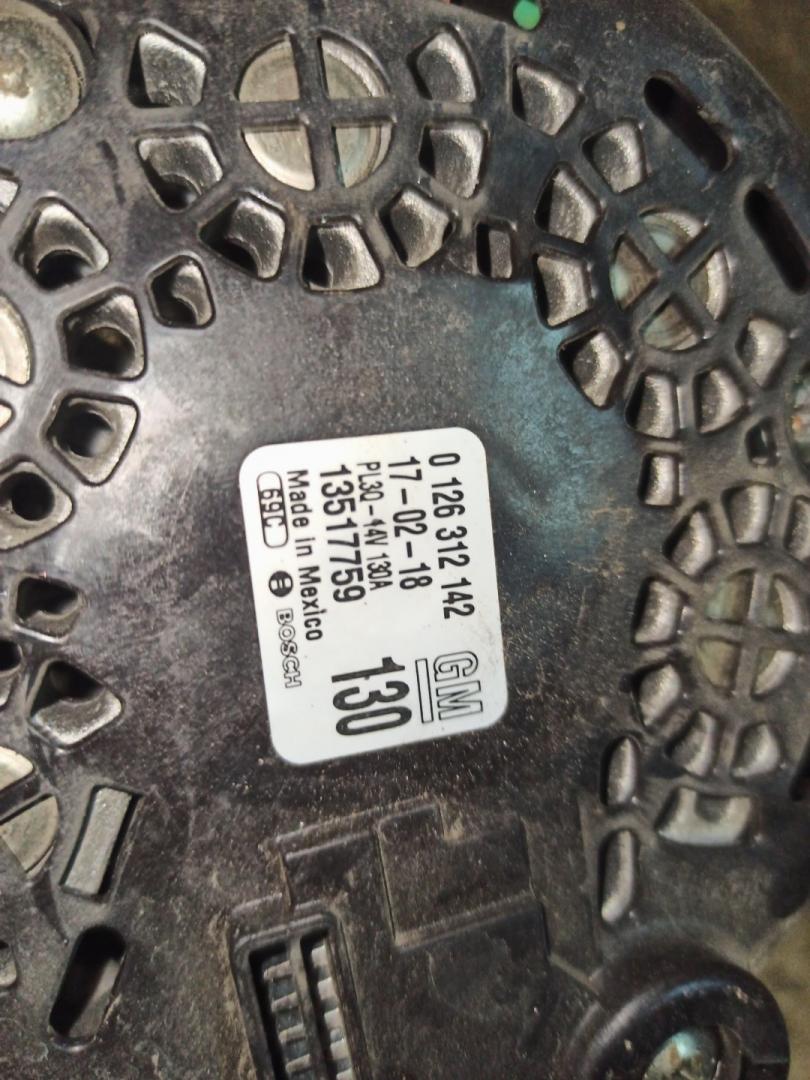 0 126 312 142
17-02-18
PL30-14V 130A
13517759
Made in Mexico
69C
BOSCH
GM
130